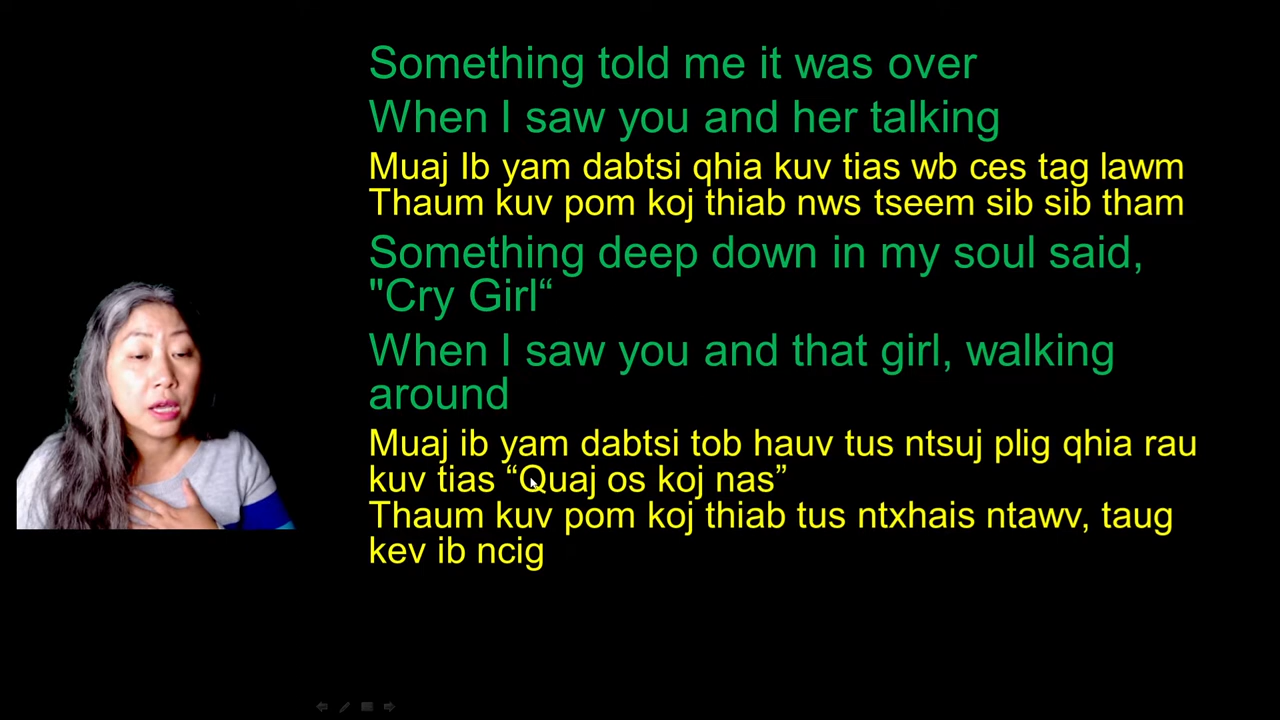 Something told me it was over
When I saw you and her talking
Muaj Ib yam dabtsi qhia kuv tias wb ces tag lawm
Thaum kuv pom koj thiab nws tseem sib sib tham
Something deep down in my soul said,
"Cry Girl“
When I saw you and that girl, walking
around
Muaj ib yam dabtsi tob hauv tus ntsuj plig qhia rau
kuv tias “Quaj os koj nas”
Thaum kuv pom koj thiab tus ntxhais ntawv, taug
kev ib ncig